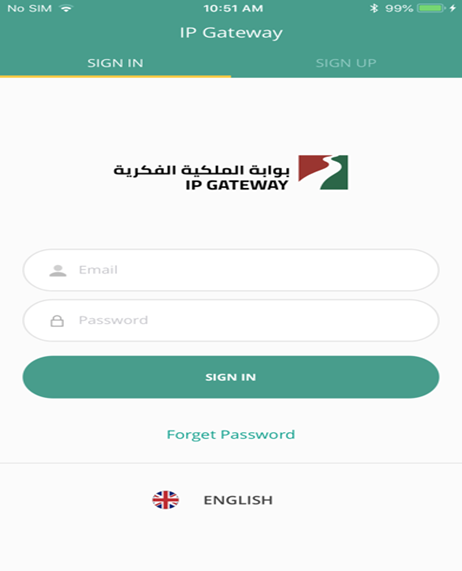 No SIM 10:51 AM 99%
IP Gateway
SIGN IN SIGN UP
بوابة الملكية الفكرية
IP GATEWAY
Email
Password
SIGN IN
Forget Password
ENGLISH